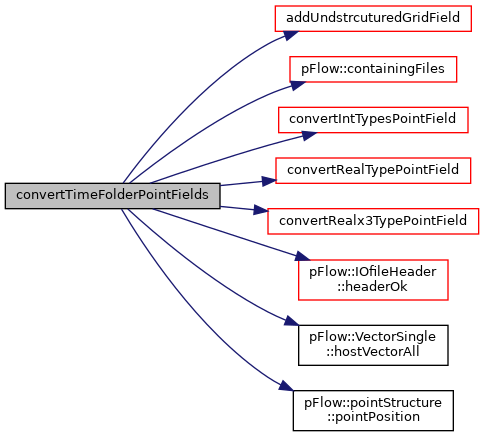 addUndstrcuturedGridField
pFlow::containingFiles
convertIntTypesPointField
convertRealTypePointField
convertTimeFolderPointFields
convertRealx3TypePointField
pFlow::IOfileHeader
::headerOk
pFlow::VectorSingle
::hostVectorAll
pFlow::pointStructure
::pointPosition